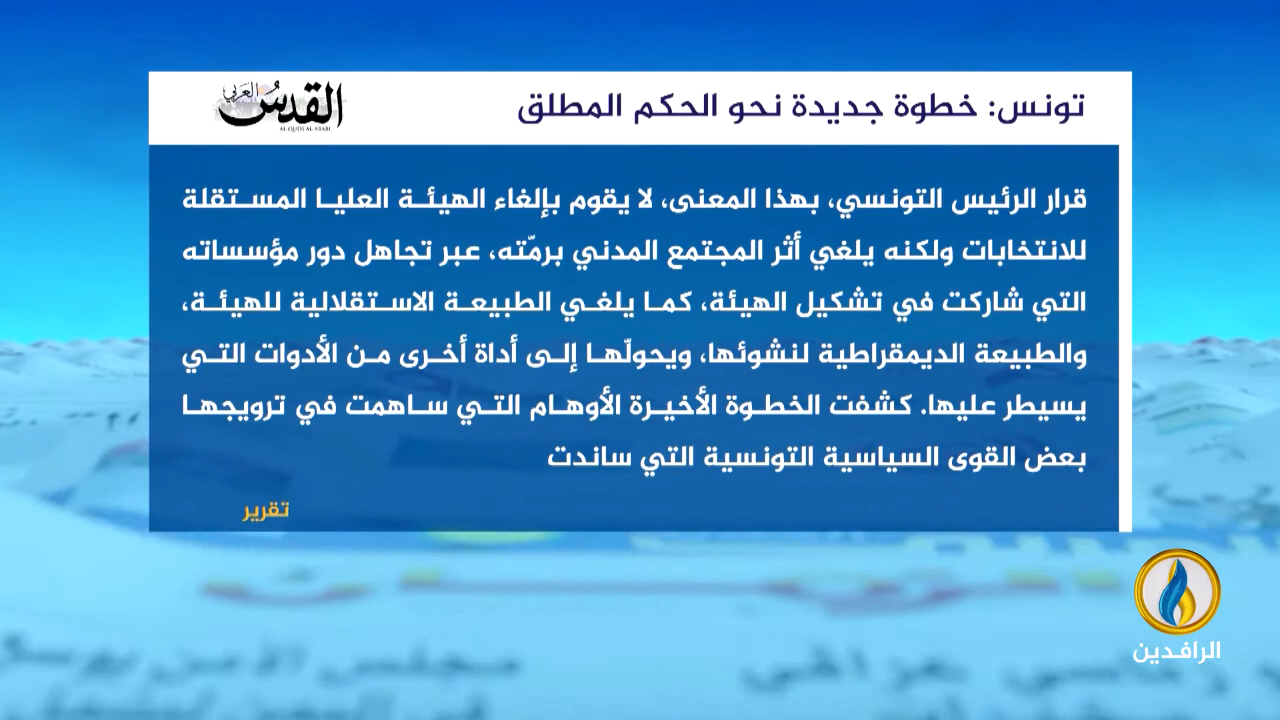 تونس: خطوة جديدة نحو الحكم المطلق
القدس العربي
AL-QUDS AL-ARABI
قرار الرئيس التونسي، بهذا المعنى، لا يقوم بإلغاء الهيئة العليا المستقلة
للانتخابات ولكنه يلغي أثر المجتمع المدني برمّته، عبر تجاهل دور مؤسساته
التي شاركت في تشكيل الهيئة، كما يلغي الطبيعة الاستقلالية للهيئة،
والطبيعة الديمقراطية لنشوئها، ويحولّها إلى أداة أخرى من الأدوات التي
يسيطر عليها. كشفت الخطوة الأخيرة الأوهام التي ساهمت في ترويجها
بعض القوى السياسية التونسية التي ساندت
تقرير
الرافدين
مجلس الأمن